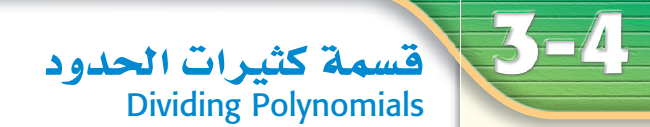 3-4
قسمة كثيرات الحدود
Dividing Polynomials